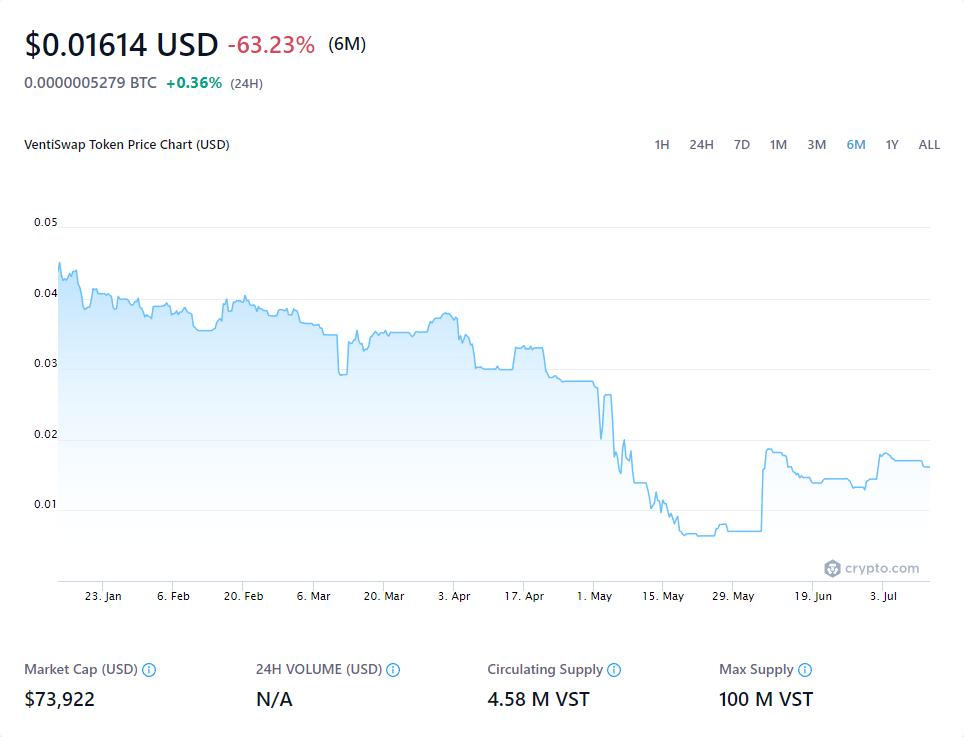 $0.01614 USD -63.23% (6M)
0.0000005279 BTC +0.36% (24H)
VentiSwap Token Price Chart (USD) 1H 24H 7D 1M 3M 6M 1Y ALL
0.05
0.04
0.03
0.02
0.01
crypto.com
23. Jan 6. Feb 20. Feb 6. Mar 20. Mar 3. Apr 17. Apr 1. May 15. May 29. May 19. Jun 3. Jul
Market Cap (USD) 24H VOLUME (USD) Circulating Supply Max Supply
$73,922 N/A 4.58 M VST 100 M VST